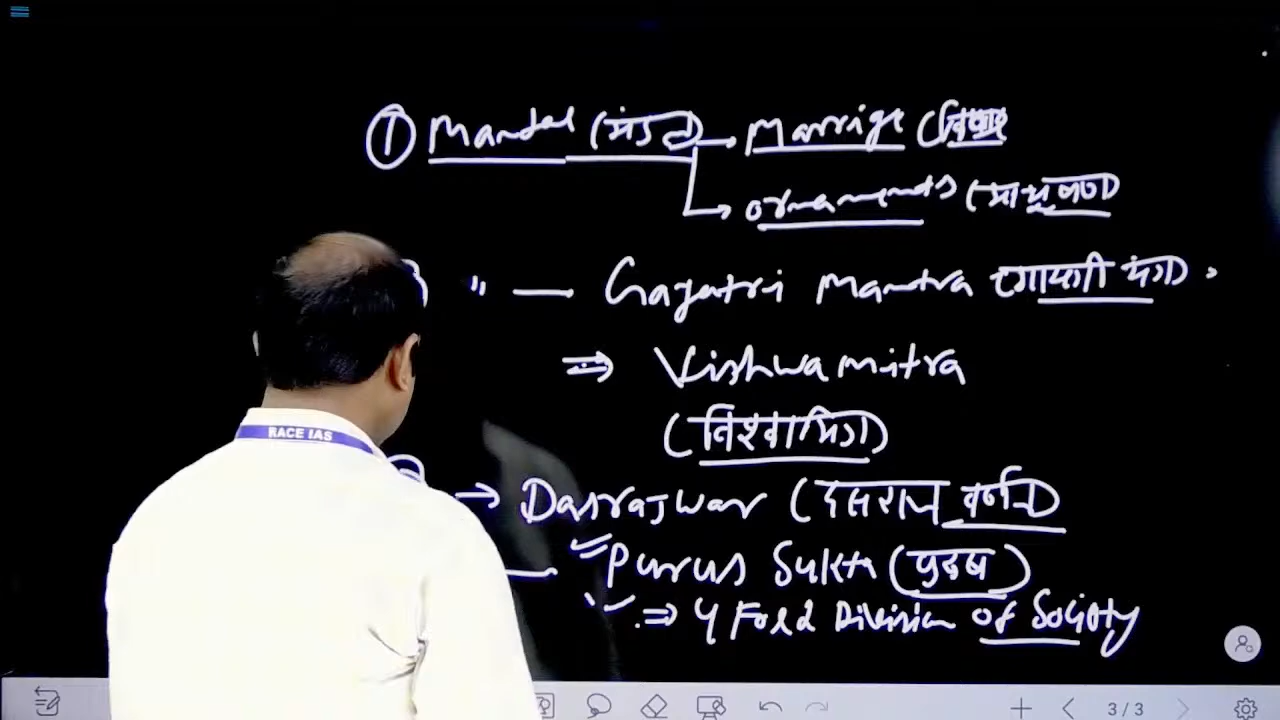 ① Mandal (मंडल) → Marrige (विवाह
→ ornaments (आभूषण)
" — Gayatri Mantra (गायत्री मंत्र)
⇒ Vishwamitra
(विश्वामित्र)
RACE IAS
→ Dasrajwar (दसराज्ञ
Purus Sukta (पुरुष)
⇒ 4 Fold Division of Society
3/3